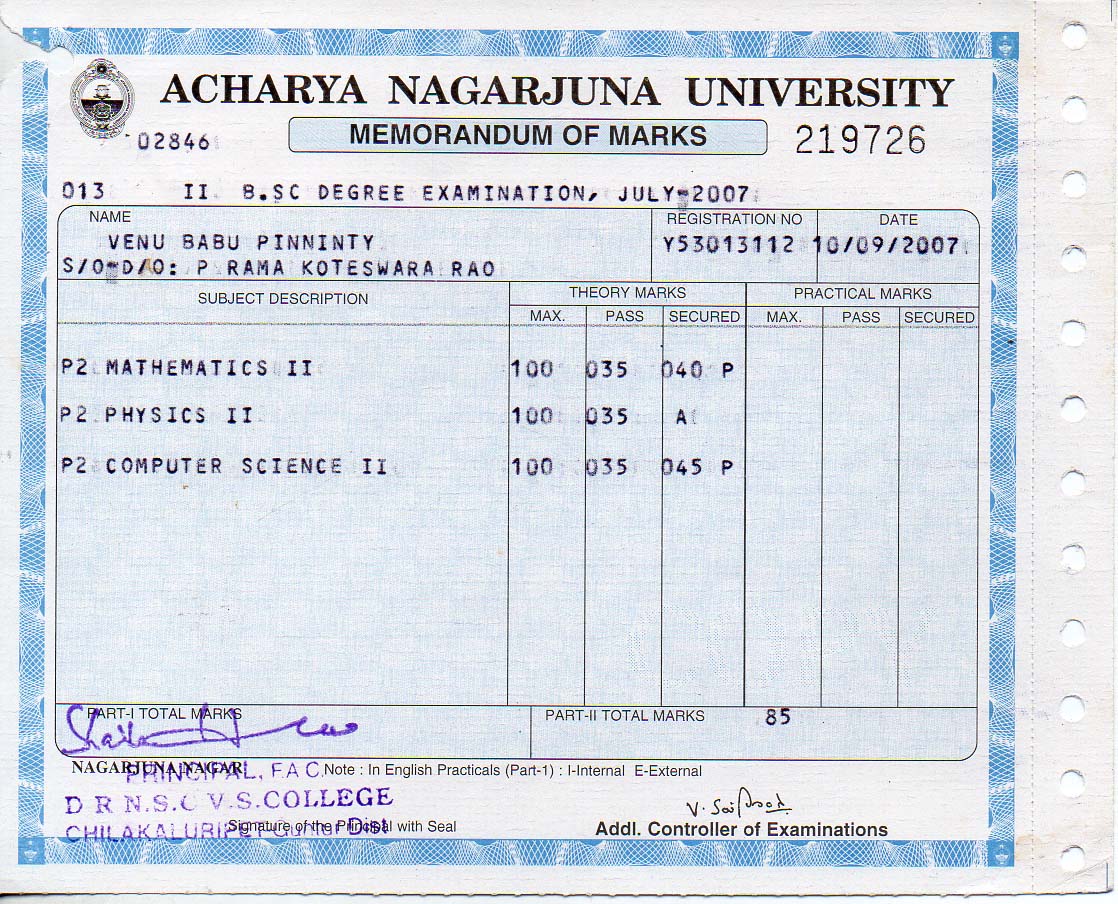 ACHARYA NAGARJUNA UNIVERSITY
02846
MEMORANDUM OF MARKS
219726
013 II B.SC DEGREE EXAMINATION, JULY-2007
NAME
REGISTRATION NO
DATE
VENU BABU PINNINTY
Y53013112
10/09/2007
S/O-D/O: P RAMA KOTESWARA RAO
SUBJECT DESCRIPTION
THEORY MARKS
PRACTICAL MARKS
MAX. PASS SECURED MAX. PASS SECURED
P2 MATHEMATICS II 100 035 040 P
P2 PHYSICS II 100 035 A
P2 COMPUTER SCIENCE II 100 035 045 P
PART-I TOTAL MARKS
PART-II TOTAL MARKS 85
NAGARJUNA NAGAR
PRINCIPAL, F A C
Note : In English Practicals (Part-1) : I-Internal E-External
D R N.S.C V.S.COLLEGE
CHILAKALURIPET Guntur Dist
Signature of the Principal with Seal
Addl. Controller of Examinations